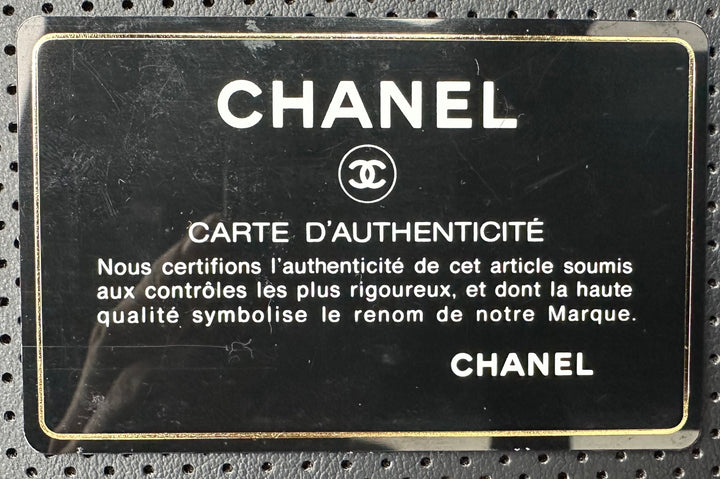 CHANEL
CARTE D'AUTHENTICITÉ
Nous certifions l'authenticité de cet article soumis
aux contrôles les plus rigoureux, et dont la haute
qualité symbolise le renom de notre Marque.
CHANEL